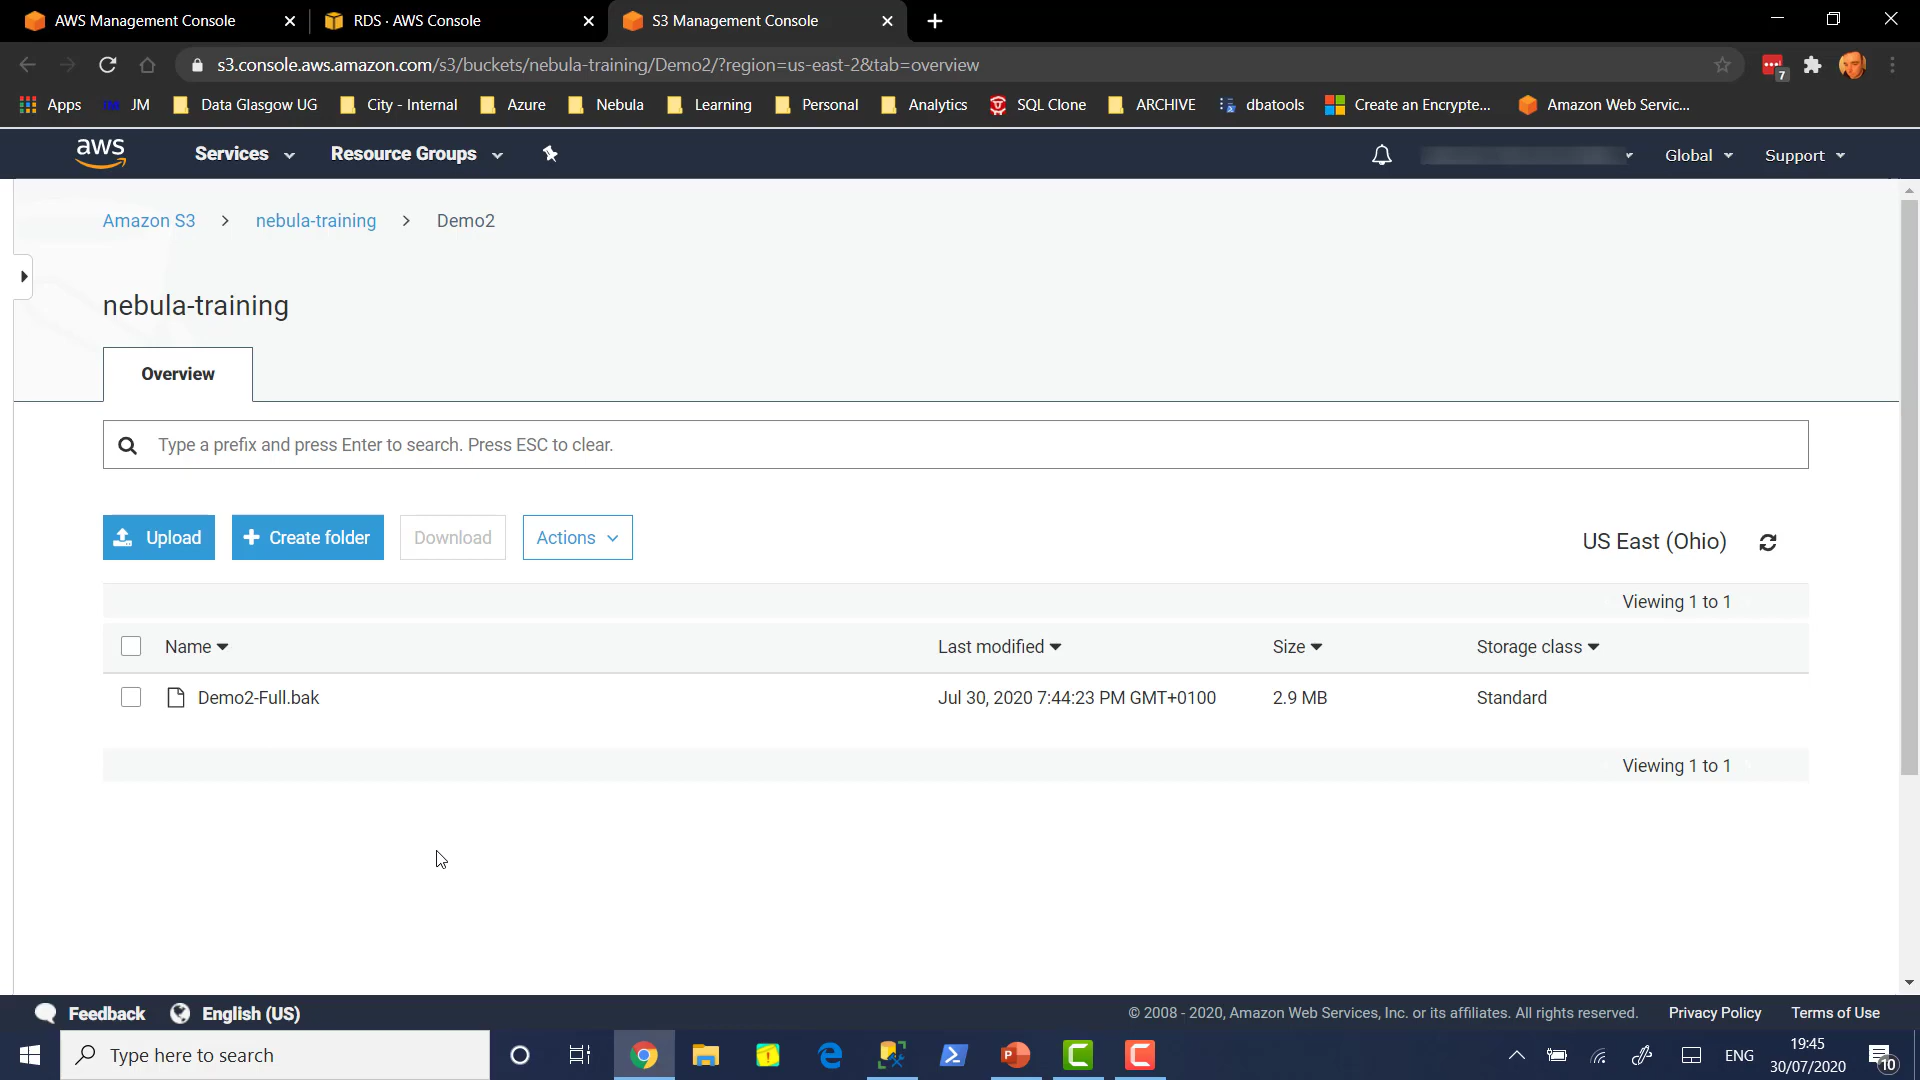 AWS Management Console
RDS · AWS Console
S3 Management Console
s3.console.aws.amazon.com/s3/buckets/nebula-training/Demo2/?region=us-east-2&tab=overview
7
Apps
JM
Data Glasgow UG
City - Internal
Azure
Nebula
Learning
Personal
Analytics
SQL Clone
ARCHIVE
dbatools
Create an Encrypte...
Amazon Web Servic...
aws
Services
Resource Groups
Global
Support
Amazon S3 > nebula-training > Demo2
nebula-training
Overview
Type a prefix and press Enter to search. Press ESC to clear.
Upload
+ Create folder
Download
Actions
US East (Ohio)
Viewing 1 to 1
Name
Last modified
Size
Storage class
Demo2-Full.bak
Jul 30, 2020 7:44:23 PM GMT+0100
2.9 MB
Standard
Viewing 1 to 1
Feedback
English (US)
© 2008 - 2020, Amazon Web Services, Inc. or its affiliates. All rights reserved.
Privacy Policy
Terms of Use
Type here to search
ENG
19:45
30/07/2020
10